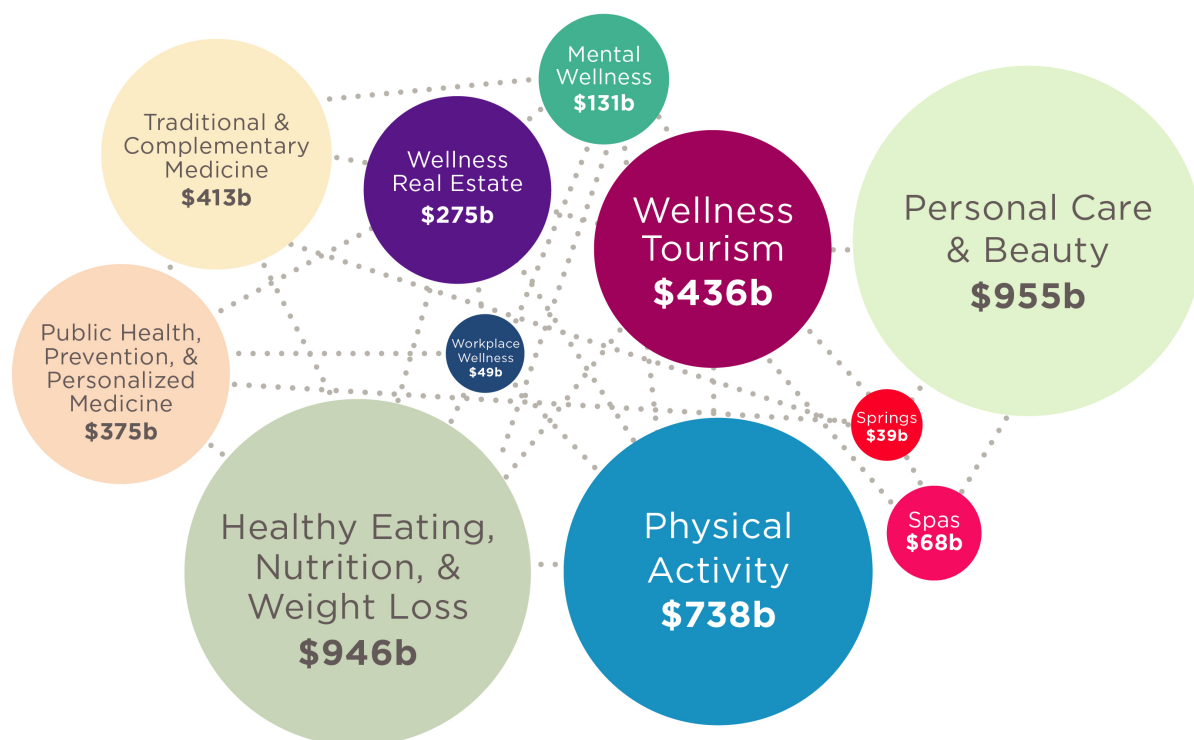 Mental
Wellness
$131b
Traditional &
Complementary
Medicine
$413b
Wellness
Real Estate
$275b
Wellness
Tourism
$436b
Personal Care
& Beauty
$955b
Public Health,
Prevention, &
Personalized
Medicine
$375b
Workplace
Wellness
$49b
Springs
$39b
Healthy Eating,
Nutrition, &
Weight Loss
$946b
Physical
Activity
$738b
Spas
$68b